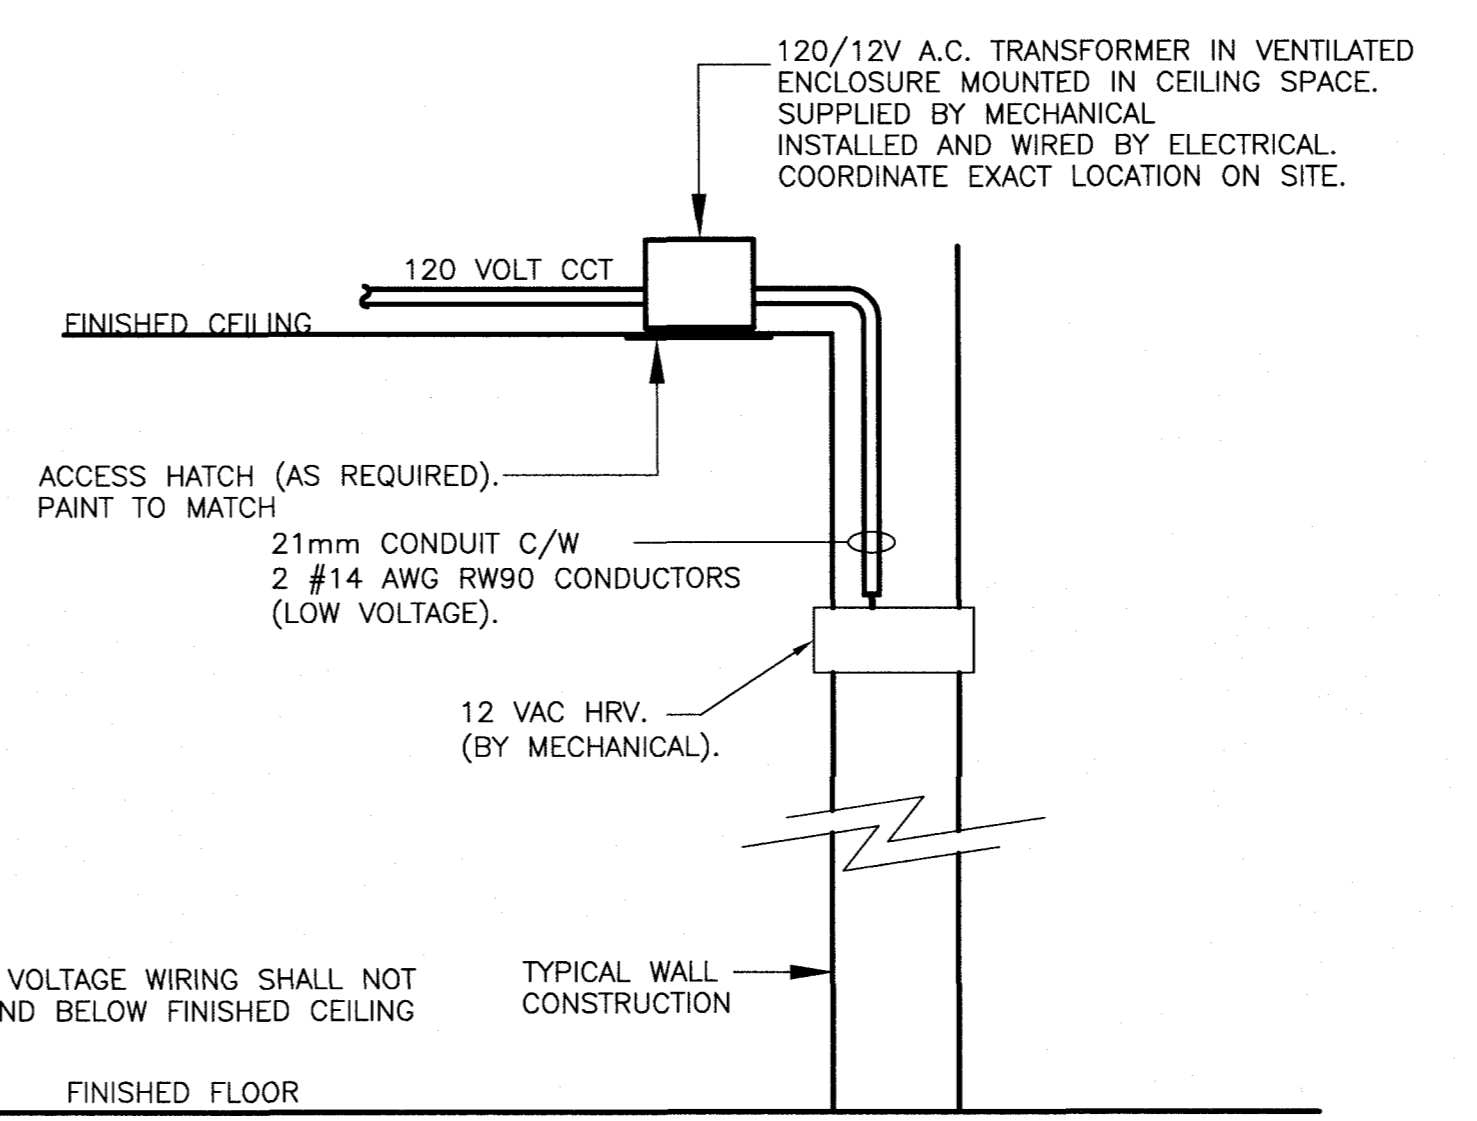 120/12V A.C. TRANSFORMER IN VENTILATED
ENCLOSURE MOUNTED IN CEILING SPACE.
SUPPLIED BY MECHANICAL
INSTALLED AND WIRED BY ELECTRICAL.
COORDINATE EXACT LOCATION ON SITE.
120 VOLT CCT
FINISHED CEILING
ACCESS HATCH (AS REQUIRED).
PAINT TO MATCH
21mm CONDUIT C/W
2 #14 AWG RW90 CONDUCTORS
(LOW VOLTAGE).
12 VAC HRV.
(BY MECHANICAL).
VOLTAGE WIRING SHALL NOT
BELOW FINISHED CEILING
TYPICAL WALL
CONSTRUCTION
FINISHED FLOOR